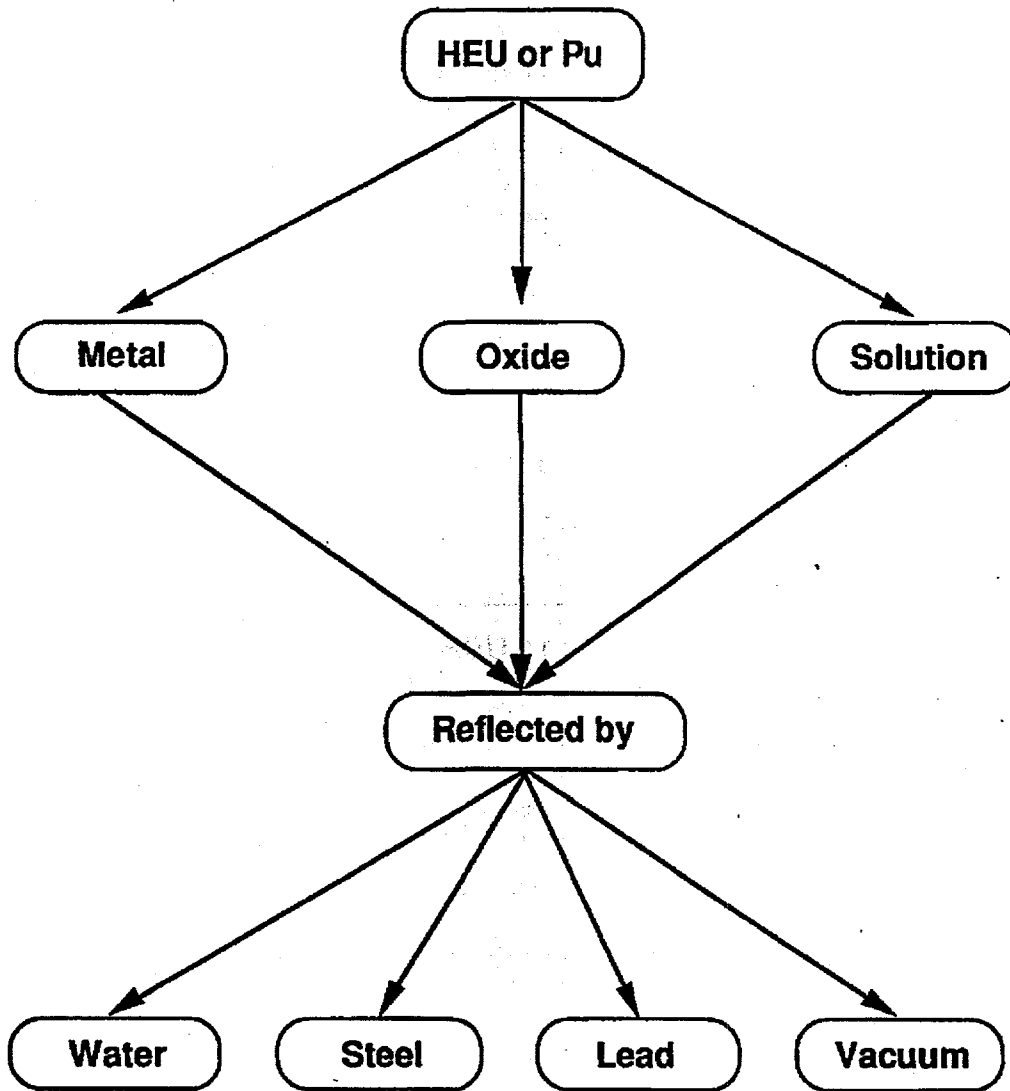 HEU or Pu
Metal
Oxide
Solution
Reflected by
Water
Steel
Lead
Vacuum